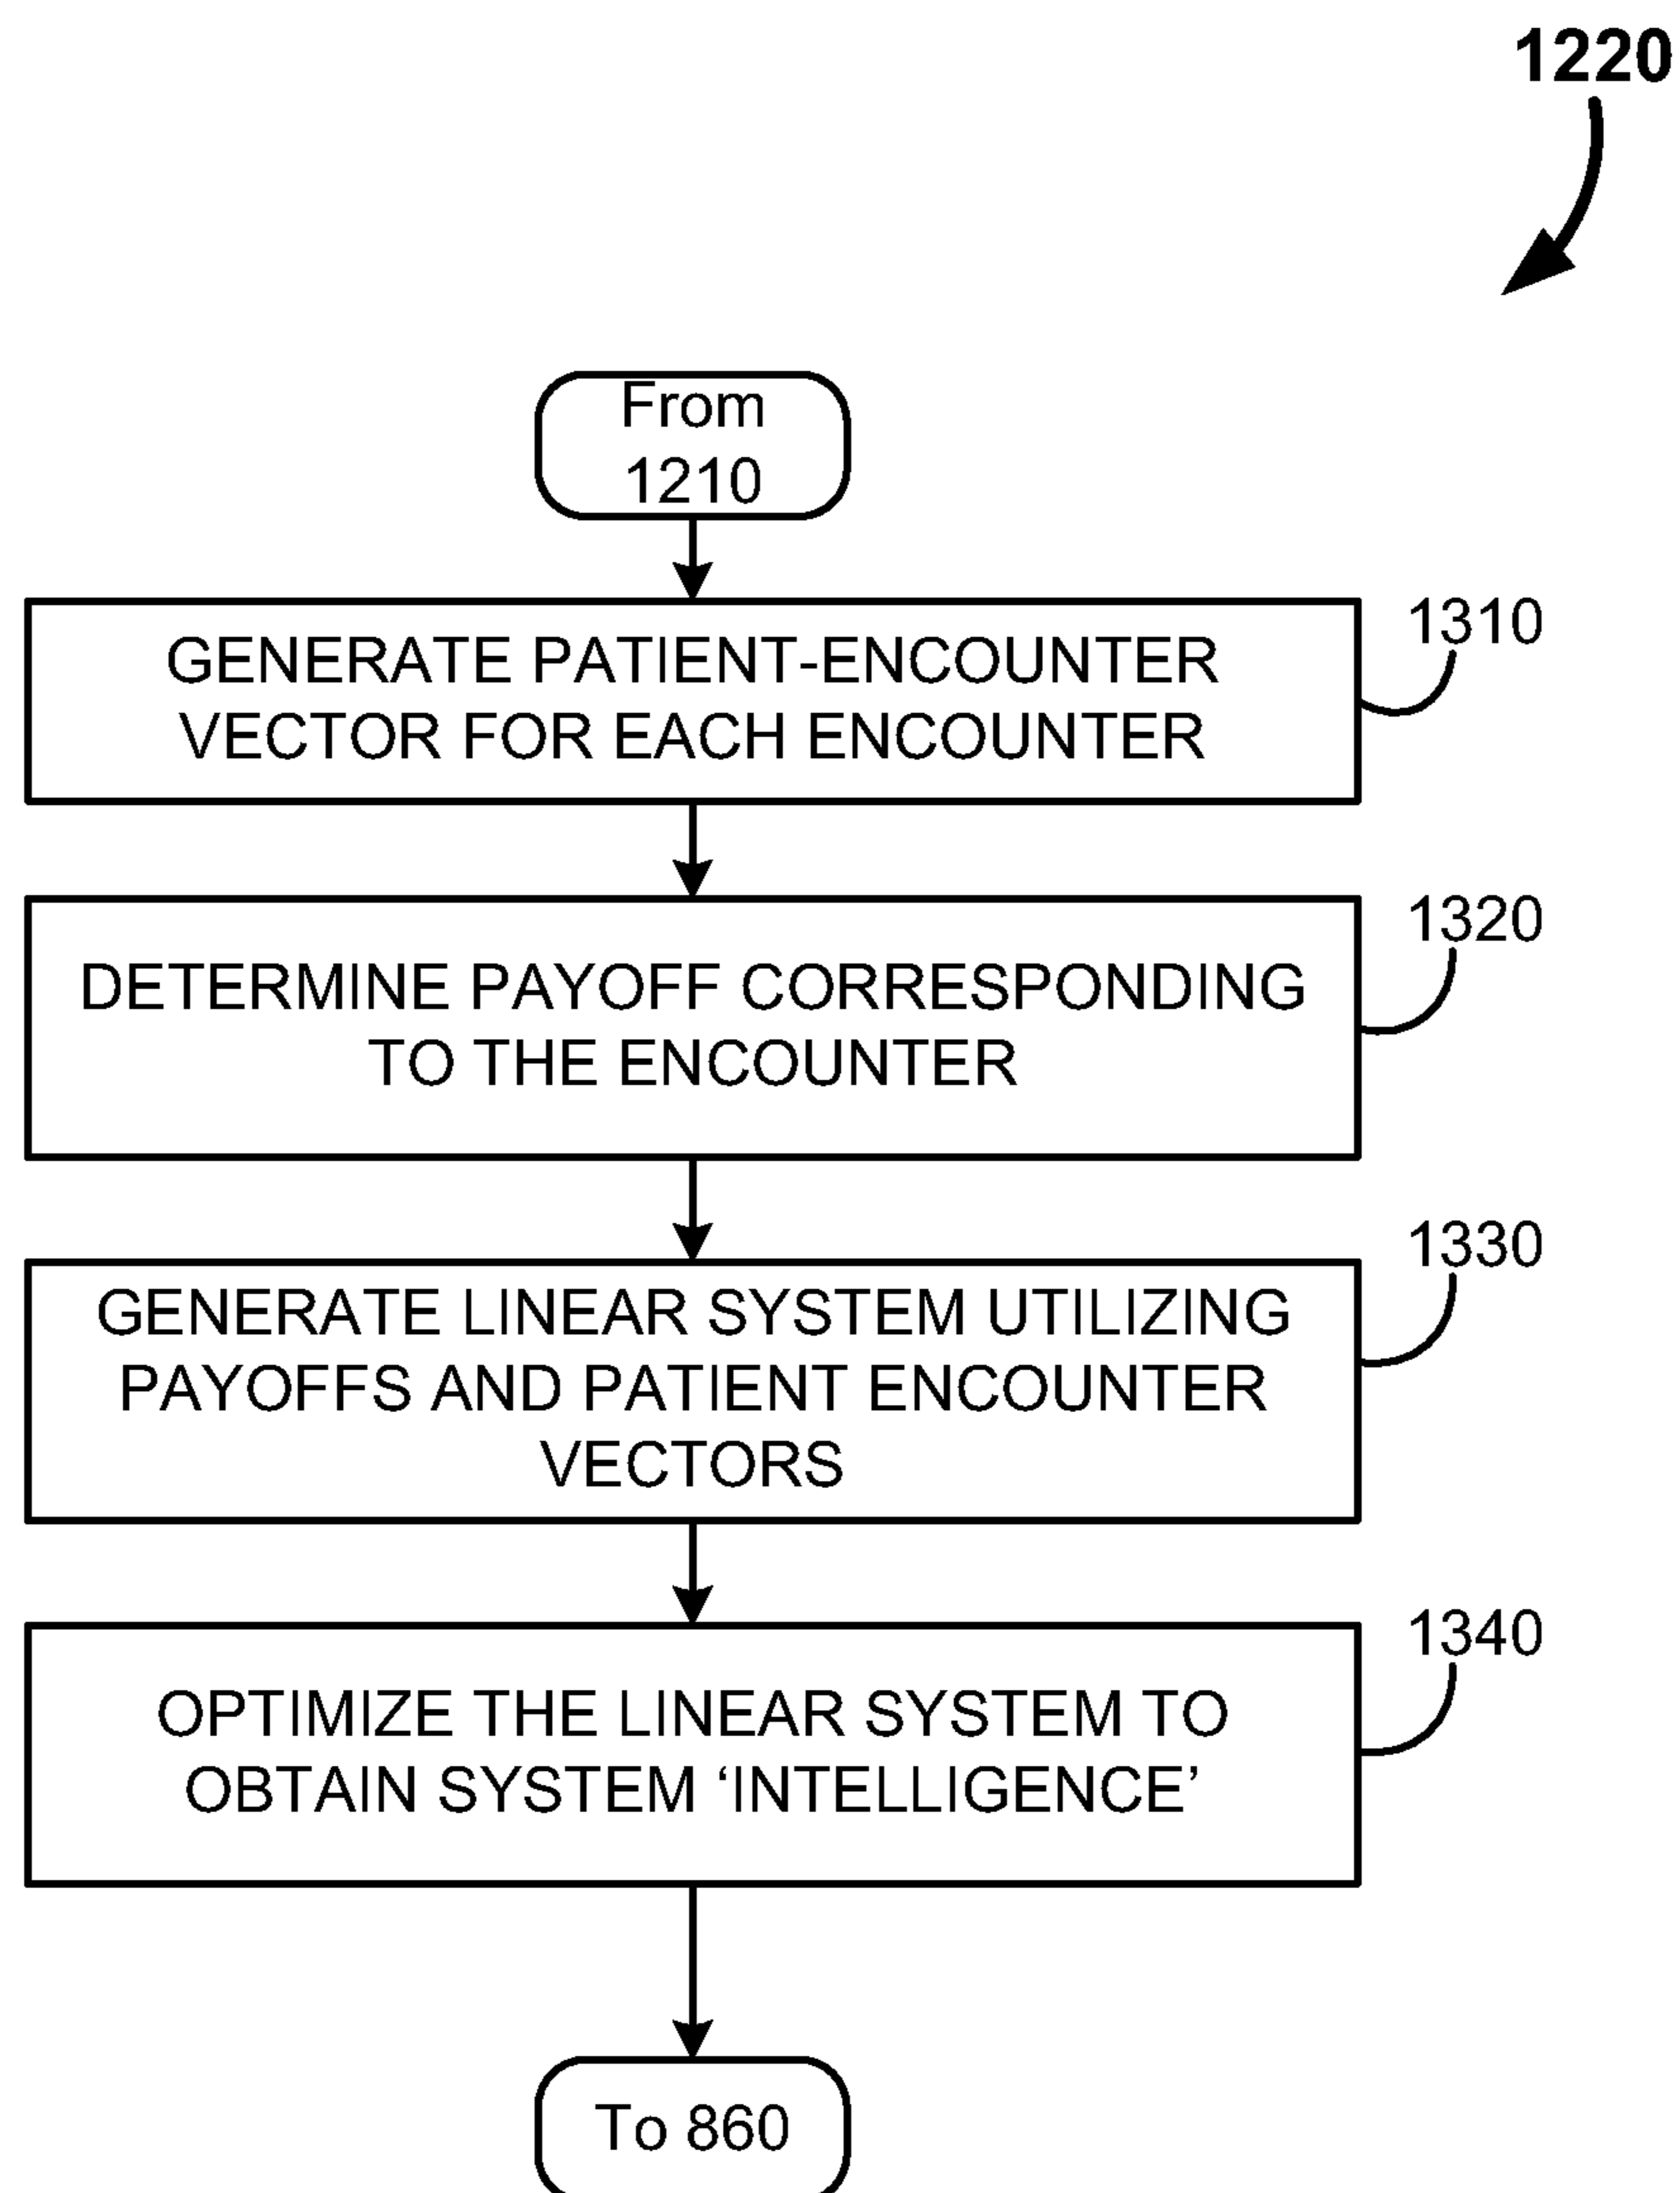 1220
From
1210
1310
GENERATE PATIENT-ENCOUNTER
VECTOR FOR EACH ENCOUNTER
1320
DETERMINE PAYOFF CORRESPONDING
TO THE ENCOUNTER
1330
GENERATE LINEAR SYSTEM UTILIZING
PAYOFFS AND PATIENT ENCOUNTER
VECTORS
1340
OPTIMIZE THE LINEAR SYSTEM TO
OBTAIN SYSTEM ‘INTELLIGENCE’
To 860